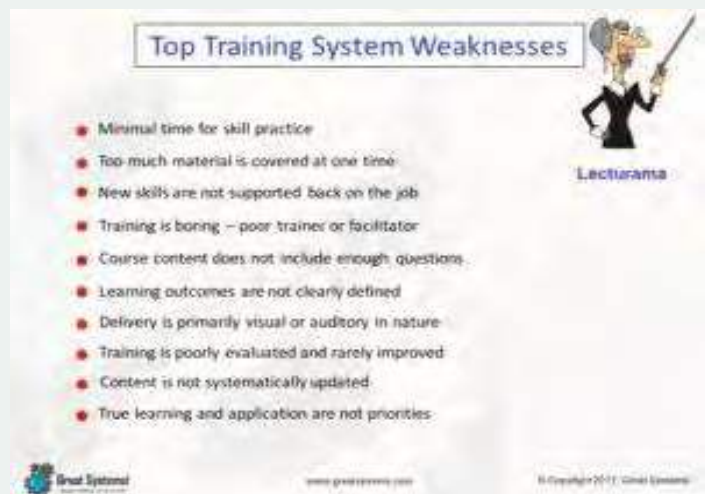 Top Training System Weaknesses
Minimal time for skill practice
Too much material is covered at one time
Lecturama
New skills are not supported back on the job
Training is boring – poor trainer or facilitator
Course content does not include enough questions
Learning outcomes are not clearly defined
Delivery is primarily visual or auditory in nature
Training is poorly evaluated and rarely improved
Content is not systematically updated
True learning and application are not priorities
Great Systems!
www.greatsystems.com